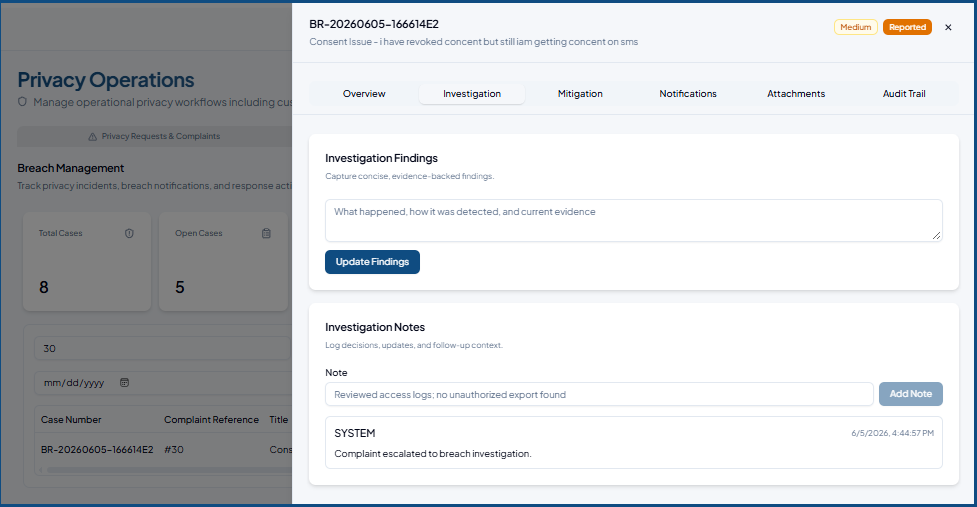 BR-20260605-166614E2
Medium
Reported
Consent Issue - i have revoked concent but still iam getting concent on sms
Privacy Operations
Manage operational privacy workflows including cus
Privacy Requests & Complaints
Breach Management
Track privacy incidents, breach notifications, and response acti
Total Cases
Open Cases
8
5
30
mm/dd/yyyy
Case Number Complaint Reference Title
BR-20260605-166614E2 #30 Cons
Overview Investigation Mitigation Notifications Attachments Audit Trail
Investigation Findings
Capture concise, evidence-backed findings.
What happened, how it was detected, and current evidence
Update Findings
Investigation Notes
Log decisions, updates, and follow-up context.
Note
Reviewed access logs; no unauthorized export found
Add Note
SYSTEM
6/5/2026, 4:44:57 PM
Complaint escalated to breach investigation.